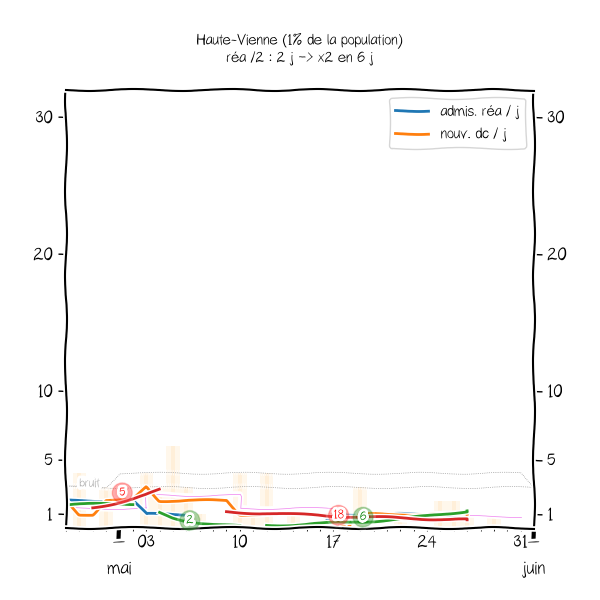 Haute-Vienne (1% de la population)
réa /2 : 2 j -> x2 en 6 j
admis. réa / j
nouv. dc / j
30
30
20
20
10
10
5
5
1
1
bruit
5
2
18
6
03
10
17
24
31
mai
juin